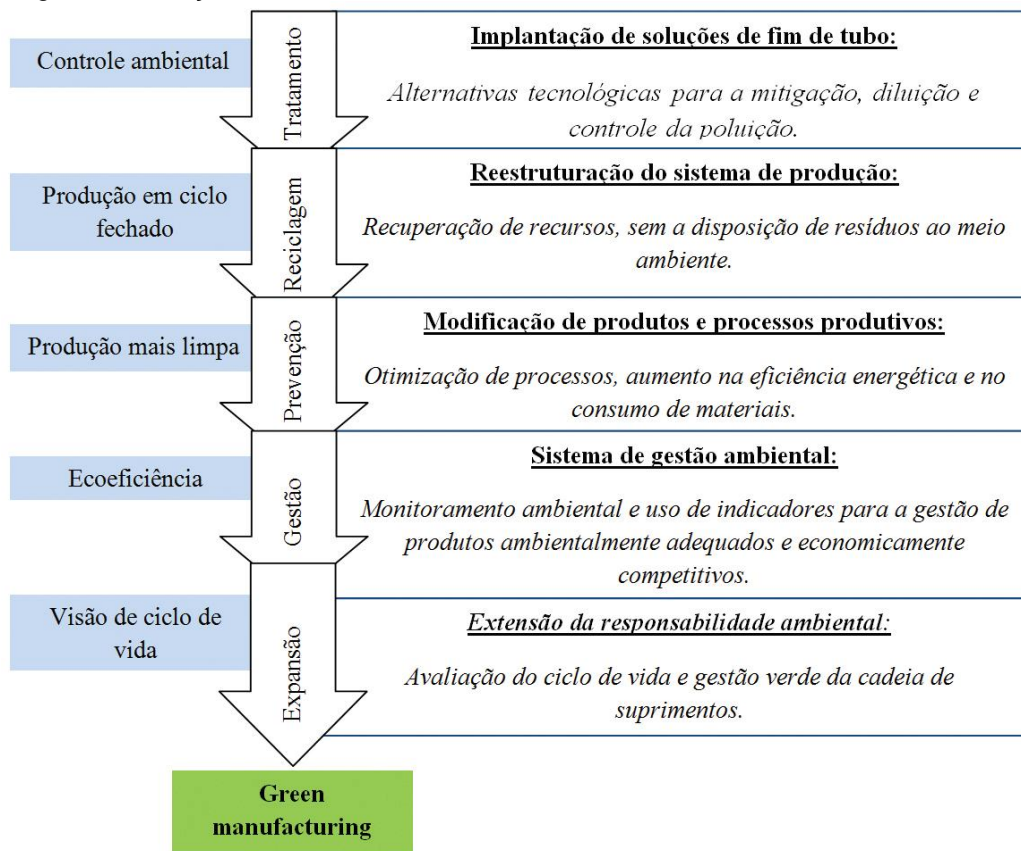 Controle ambiental
Tratamento
Implantação de soluções de fim de tubo:
Alternativas tecnológicas para a mitigação, diluição e
controle da poluição.
Produção em ciclo
fechado
Reciclagem
Reestruturação do sistema de produção:
Recuperação de recursos, sem a disposição de resíduos ao meio
ambiente.
Produção mais limpa
Prevenção
Modificação de produtos e processos produtivos:
Otimização de processos, aumento na eficiência energética e no
consumo de materiais.
Ecoeficiência
Gestão
Sistema de gestão ambiental:
Monitoramento ambiental e uso de indicadores para a gestão de
produtos ambientalmente adequados e economicamente
competitivos.
Visão de ciclo de
vida
Expansão
Extensão da responsabilidade ambiental:
Avaliação do ciclo de vida e gestão verde da cadeia de
suprimentos.
Green
manufacturing